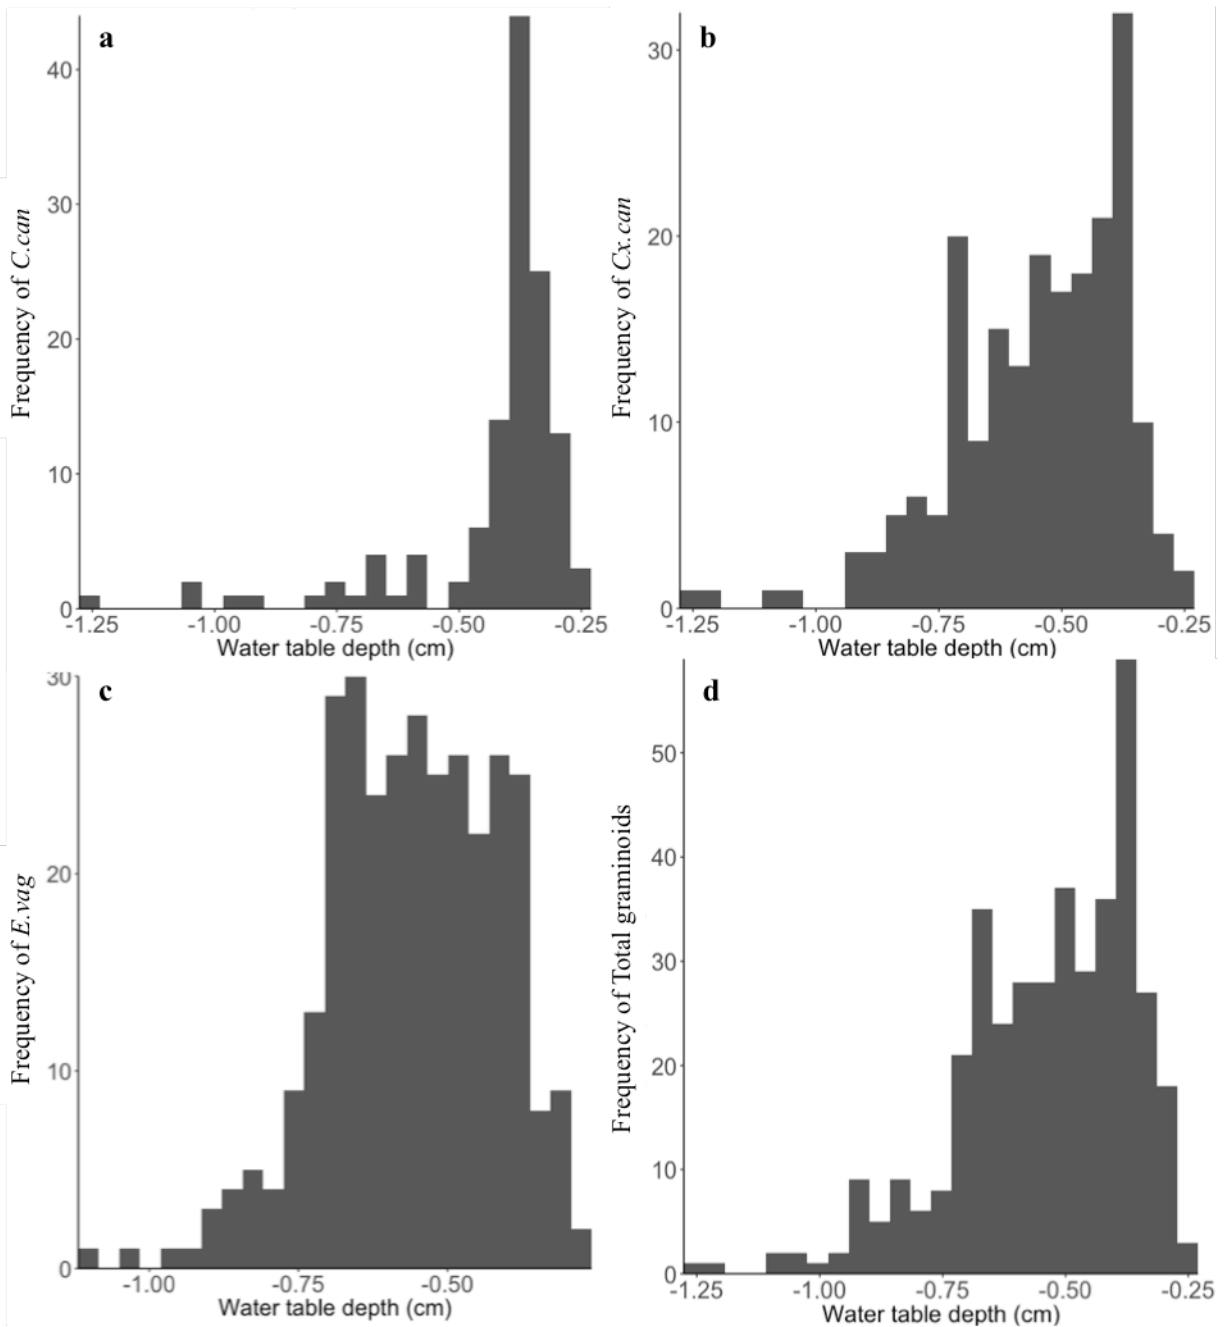 a
40
30
20
10
0
-1.25 -1.00 -0.75 -0.50 -0.25
Water table depth (cm)
Frequency of C.can
b
30
20
10
0
-1.25 -1.00 -0.75 -0.50 -0.25
Water table depth (cm)
Frequency of Cx.can
c
30
20
10
0
-1.00 -0.75 -0.50
Water table depth (cm)
Frequency of E.vag
d
50
40
30
20
10
0
-1.25 -1.00 -0.75 -0.50 -0.25
Water table depth (cm)
Frequency of Total graminoids